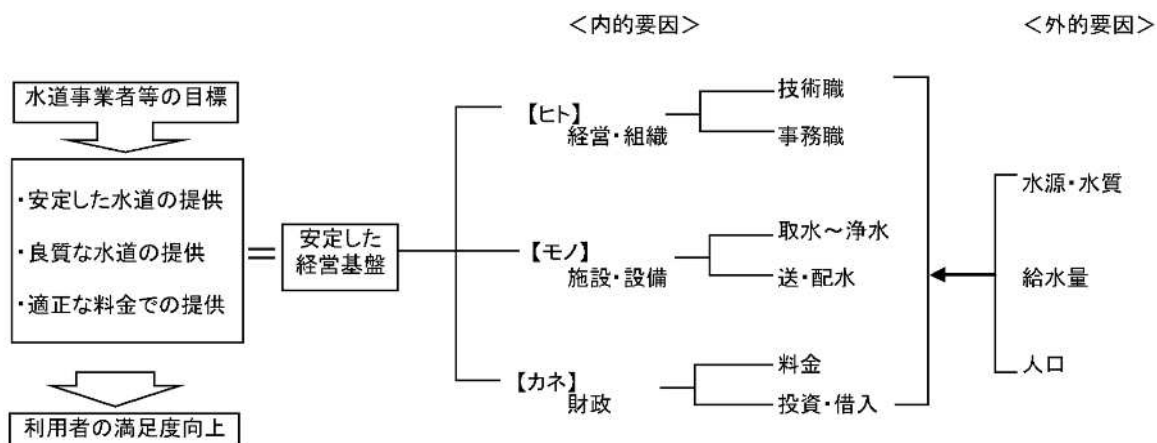 ＜内的要因＞
＜外的要因＞
水道事業者等の目標
・安定した水道の提供
・良質な水道の提供
・適正な料金での提供
利用者の満足度向上
＝
安定した
経営基盤
【ヒト】
経営・組織
技術職
事務職
【モノ】
施設・設備
取水～浄水
送・配水
【カネ】
財政
料金
投資・借入
水源・水質
給水量
人口